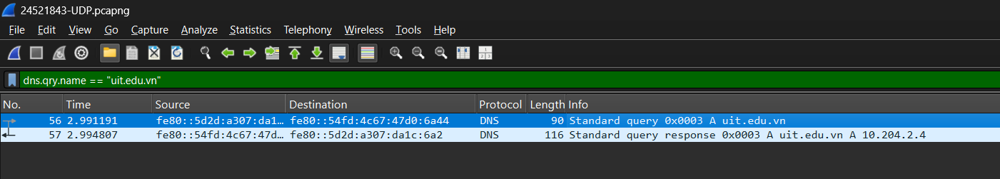 24521843-UDP.pcapng
File Edit View Go Capture Analyze Statistics Telephony Wireless Tools Help
dns.qry.name == "uit.edu.vn"
No. Time Source Destination Protocol Length Info
56 2.991191 fe80::5d2d:a307:da1… fe80::54fd:4c67:47d0:6a44 DNS 90 Standard query 0x0003 A uit.edu.vn
57 2.994807 fe80::54fd:4c67:47d… fe80::5d2d:a307:da1c:6a2 DNS 116 Standard query response 0x0003 A uit.edu.vn A 10.204.2.4